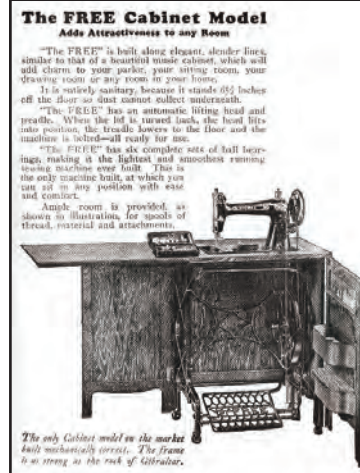 The FREE Cabinet Model
Adds Attractiveness to any Room
"The FREE" is built along elegant, slender lines,
similar to that of a beautiful music cabinet, which will
add charm to your parlor, your sitting room, your
drawing room or any room in your home.
It is entirely sanitary, because it stands 6½ inches
off the floor so dust cannot collect underneath.
"The FREE" has an automatic lifting head and
treadle. When the lid is turned back, the head lifts
into position, the treadle lowers to the floor and the
machine is belted—all ready for use.
"The FREE" has six complete sets of ball bear-
ings, making it the lightest and smoothest running
sewing machine ever built. This is
the only machine built, at which you
can sit in any position with ease
and comfort.
Ample room is provided, as
shown in illustration, for spools of
thread, material and attachments.
The only Cabinet model on the market
built mechanically correct. The frame
is as strong as the rock of Gibraltar.